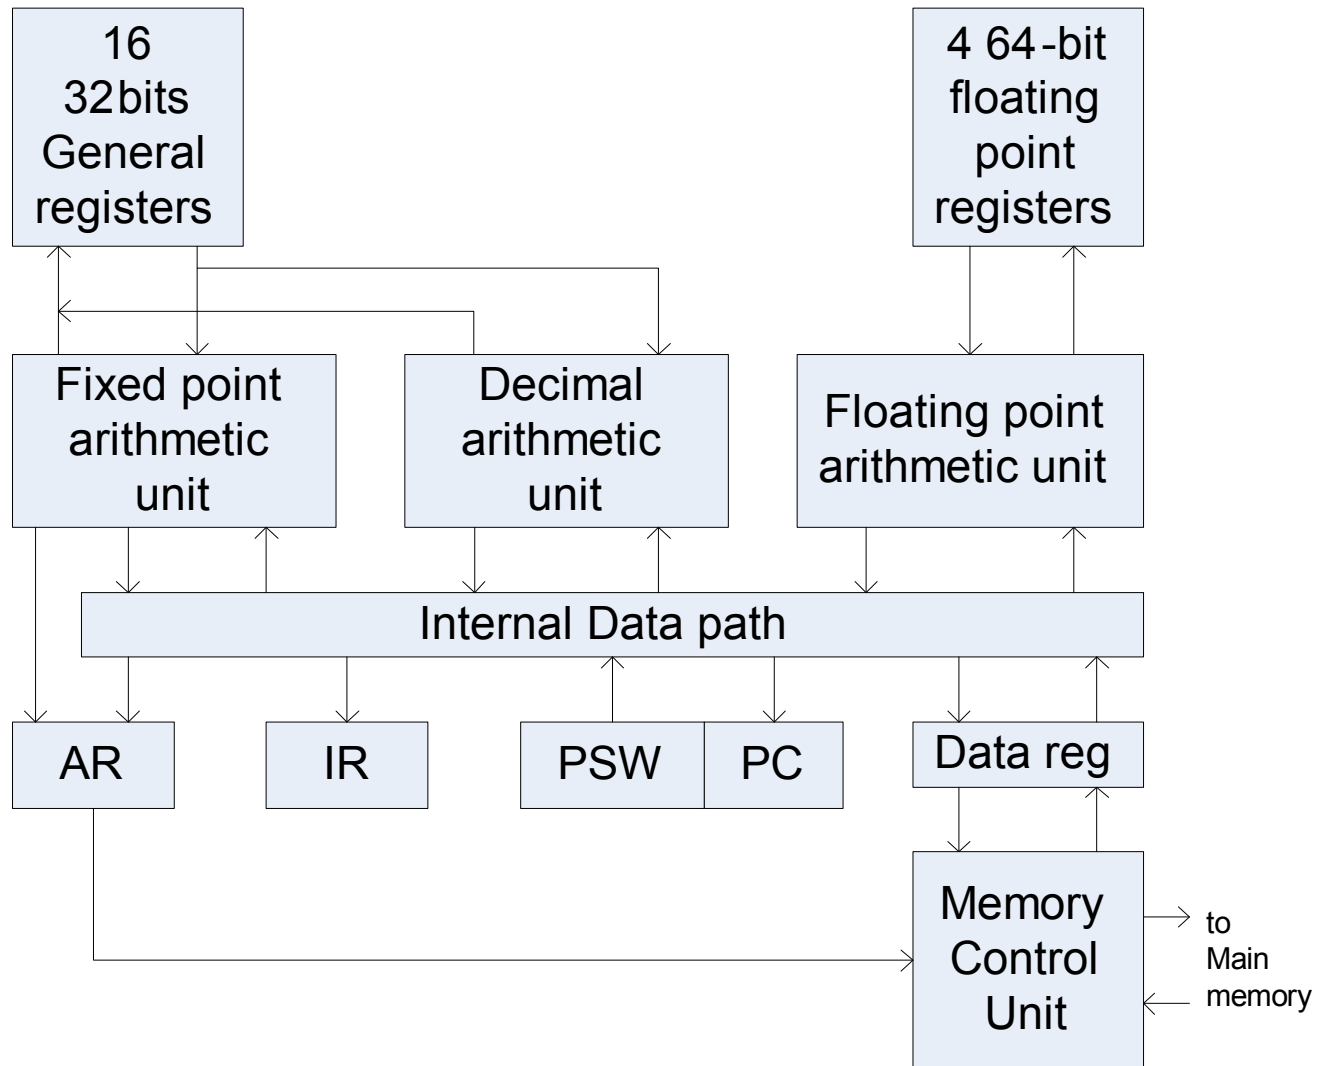 16
32bits
General
registers
4 64-bit
floating
point
registers
Fixed point
arithmetic
unit
Decimal
arithmetic
unit
Floating point
arithmetic unit
Internal Data path
AR
IR
PSW
PC
Data reg
Memory
Control
Unit
to
Main
memory